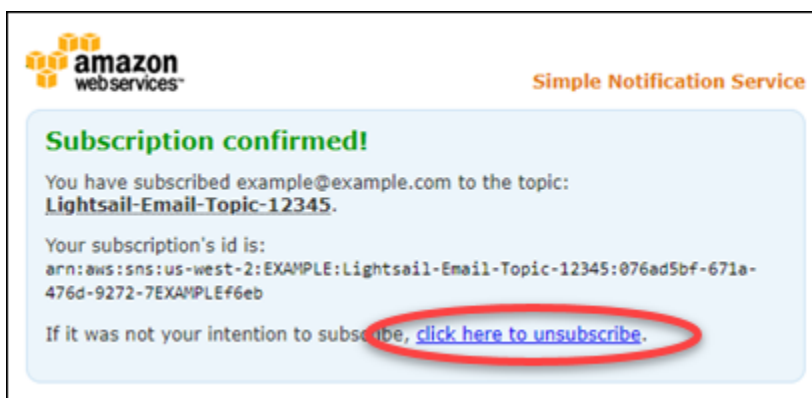 amazon
webservices™
Simple Notification Service
Subscription confirmed!
You have subscribed example@example.com to the topic:
Lightsail-Email-Topic-12345.
Your subscription's id is:
arn:aws:sns:us-west-2:EXAMPLE:Lightsail-Email-Topic-12345:076ad5bf-671a-
476d-9272-7EXAMPLEf6eb
If it was not your intention to subscribe, click here to unsubscribe.